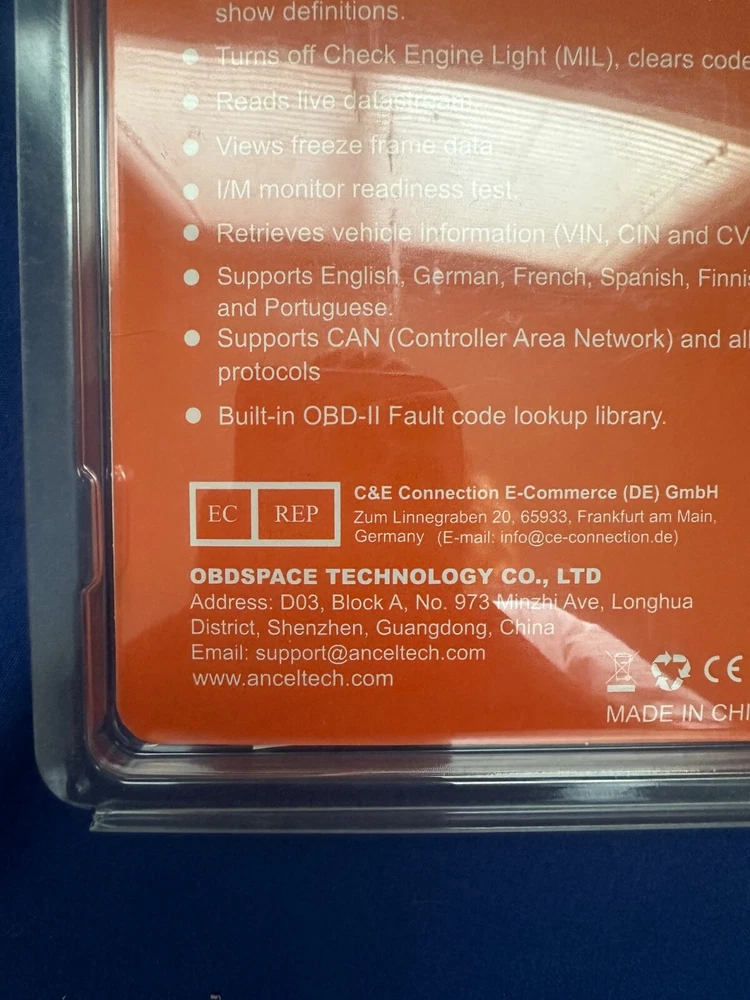 show definitions.
Turns off Check Engine Light (MIL), clears code
Reads live datastream.
Views freeze frame data
I/M monitor readiness test.
Retrieves vehicle information (VIN, CIN and CV
Supports English, German, French, Spanish, Finnis
and Portuguese.
Supports CAN (Controller Area Network) and all
protocols
Built-in OBD-II Fault code lookup library.
EC REP
C&E Connection E-Commerce (DE) GmbH
Zum Linnegraben 20, 65933, Frankfurt am Main,
Germany (E-mail: info@ce-connection.de)
OBDSPACE TECHNOLOGY CO., LTD
Address: D03, Block A, No. 973 Minzhi Ave, Longhua
District, Shenzhen, Guangdong, China
Email: support@anceltech.com
www.anceltech.com
CE
MADE IN CHI